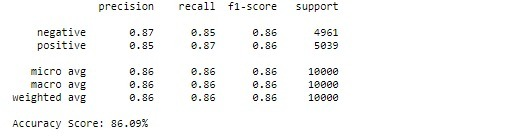 precision recall f1-score support
negative 0.87 0.85 0.86 4961
positive 0.85 0.87 0.86 5039
micro avg 0.86 0.86 0.86 10000
macro avg 0.86 0.86 0.86 10000
weighted avg 0.86 0.86 0.86 10000
Accuracy Score: 86.09%